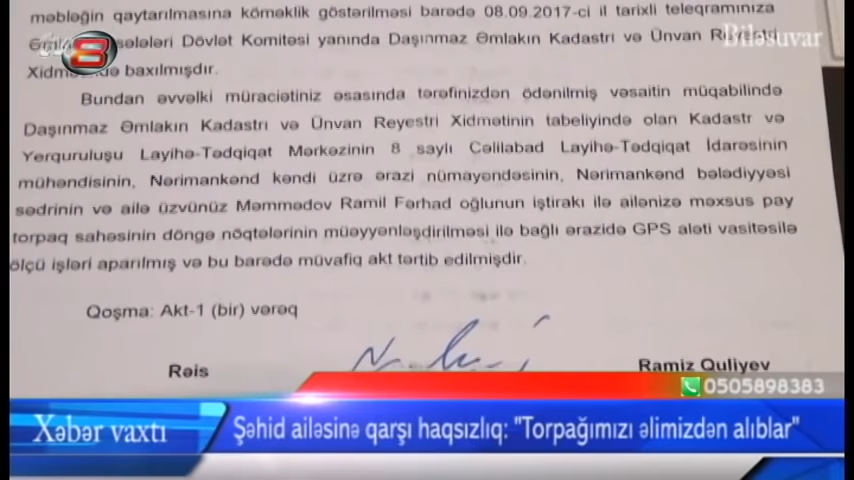 məbləğin qaytarılmasına köməklik göstərilməsi barədə 08.09.2017-ci il tarixli teleqramınıza
8
Biləsuvar
Dövlət Komitəsi yanında Daşınmaz Əmlakın Kadastrı və Ünvan Reyestri
baxılmışdır.
Bundan əvvəlki müraciətiniz əsasında tərəfinizdən ödənilmiş vəsaitin müqabilində
Daşınmaz Əmlakın Kadastrı və Ünvan Reyestri Xidmətinin tabeliyində olan Kadastr və
Yerquruluşu Layihə-Tədqiqat Mərkəzinin 8 saylı Cəlilabad Layihə-Tədqiqat İdarəsinin
mühəndisinin, Nərimankənd kəndi üzrə ərazi nümayəndəsinin, Nərimankənd bələdiyyəsi
sədrinin və ailə üzvünüz Məmmədov Ramil Fərhad oğlunun iştirakı ilə ailənizə məxsus pay
torpaq sahəsinin döngə nöqtələrinin müəyyənləşdirilməsi ilə bağlı ərazidə GPS aləti vasitəsilə
ölçü işləri aparılmış və bu barədə müvafiq akt tərtib edilmişdir.
Qoşma: Akt-1 (bir) vərəq
Rəis
Ramiz Quliyev
0505898383
Xəbər vaxtı
Şəhid ailəsinə qarşı haqsızlıq: "Torpağımızı əlimizdən alıblar"